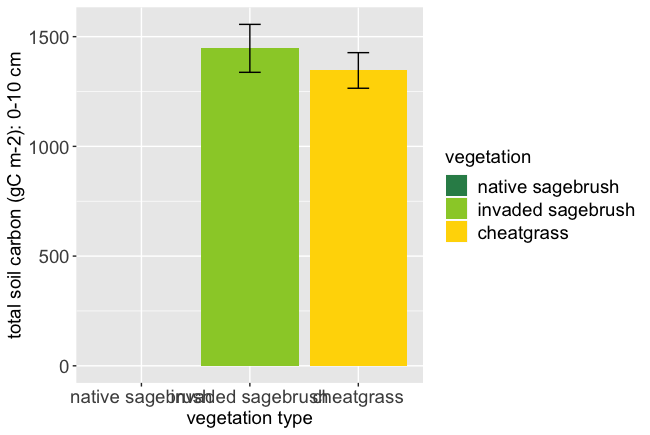 total soil carbon (gC m-2): 0-10 cm
1500
1000
500
0
native sagebrush
invaded sagebrush
cheatgrass
vegetation type
vegetation
native sagebrush
invaded sagebrush
cheatgrass